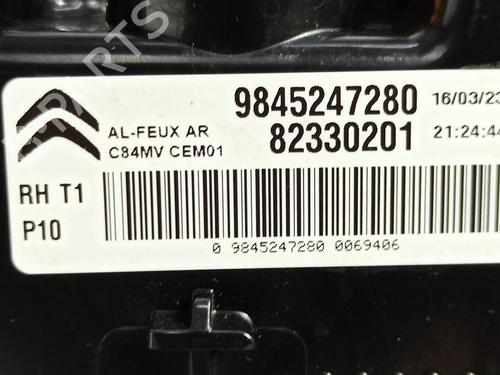 9845247280 16/03/23
AL-FEUX AR 82330201 21:24:44
C84MV CEM01
RH T1
P10
0 9845247280 0069406